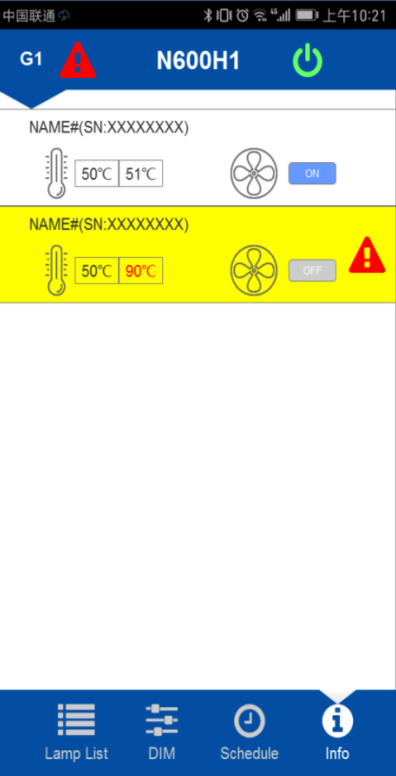 中国联通 4G 上午10:21
G1 N600H1
NAME#(SN:XXXXXXXX)
50℃ 51℃ ON
NAME#(SN:XXXXXXXX)
50℃ 90℃ OFF
Lamp List DIM Schedule Info